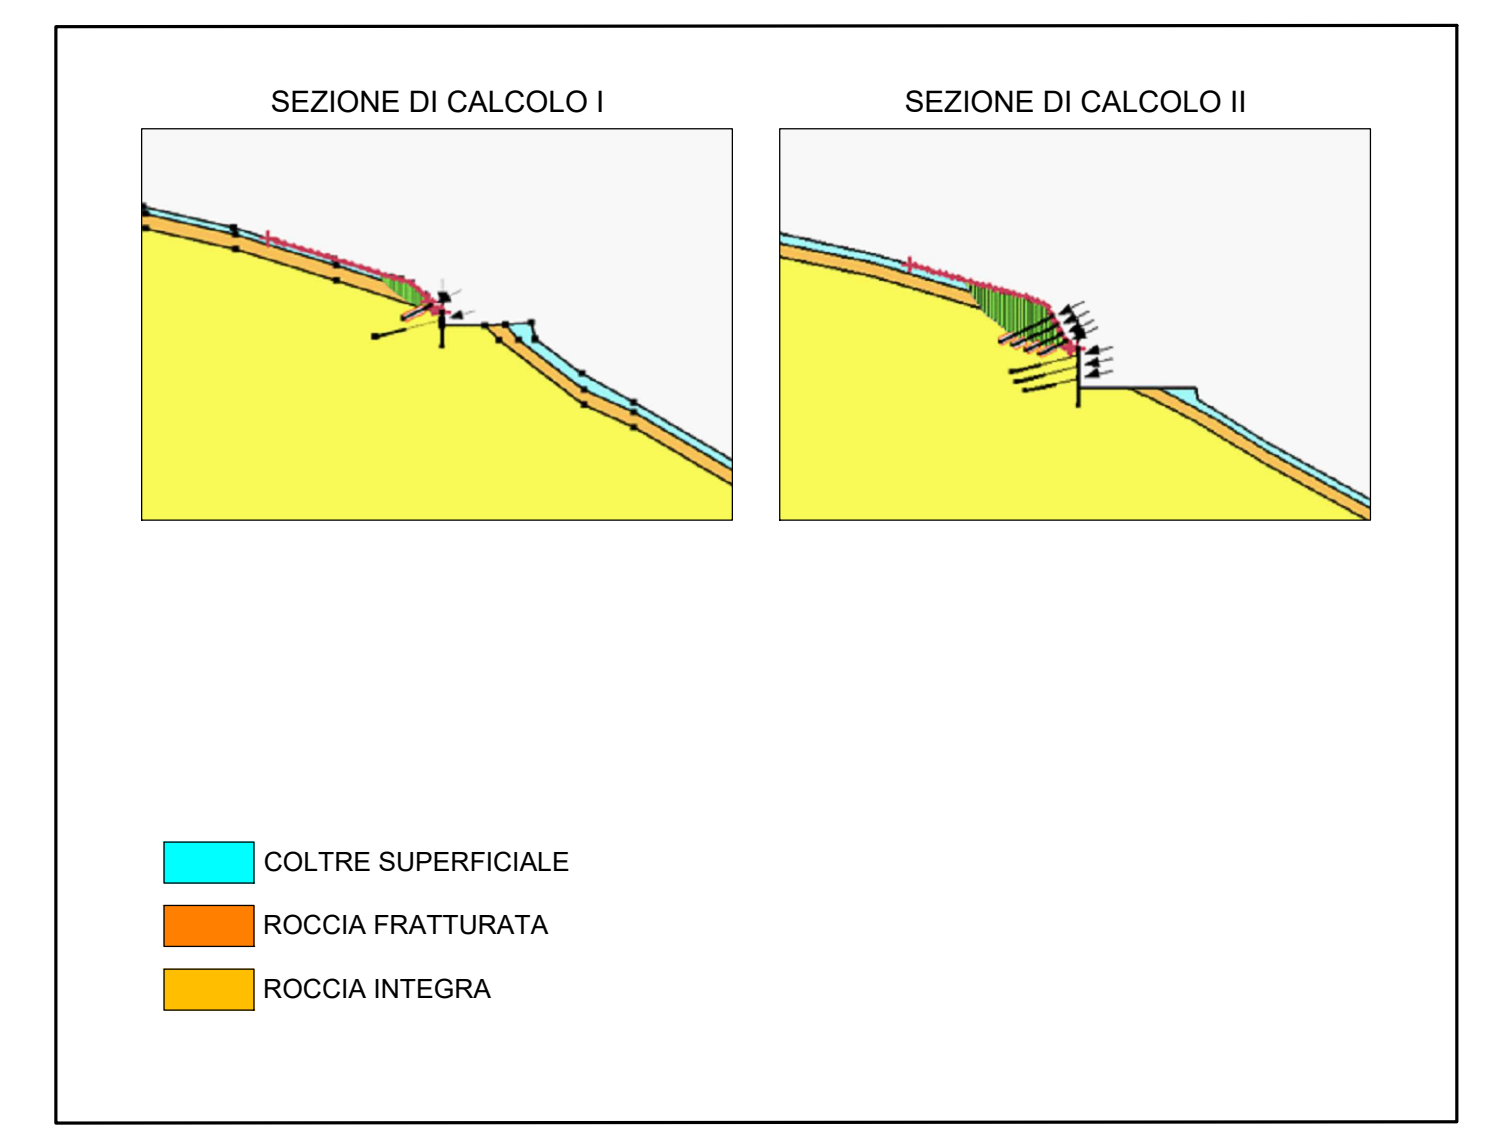 SEZIONE DI CALCOLO I
SEZIONE DI CALCOLO II
COLTRE SUPERFICIALE
ROCCIA FRATTURATA
ROCCIA INTEGRA